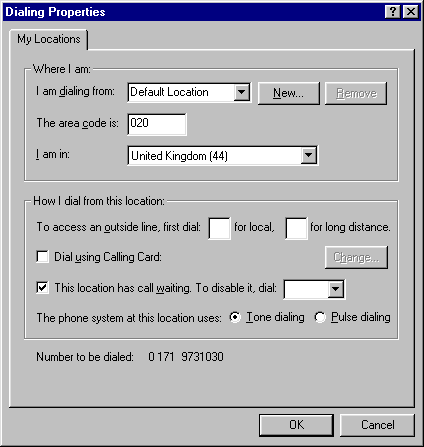 Dialing Properties
My Locations
Where I am:
I am dialing from: Default Location New... Remove
The area code is: 020
I am in: United Kingdom (44)
How I dial from this location:
To access an outside line, first dial: for local, for long distance.
Dial using Calling Card: Change...
This location has call waiting. To disable it, dial:
The phone system at this location uses: Tone dialing Pulse dialing
Number to be dialed: 0 171 9731030
OK Cancel